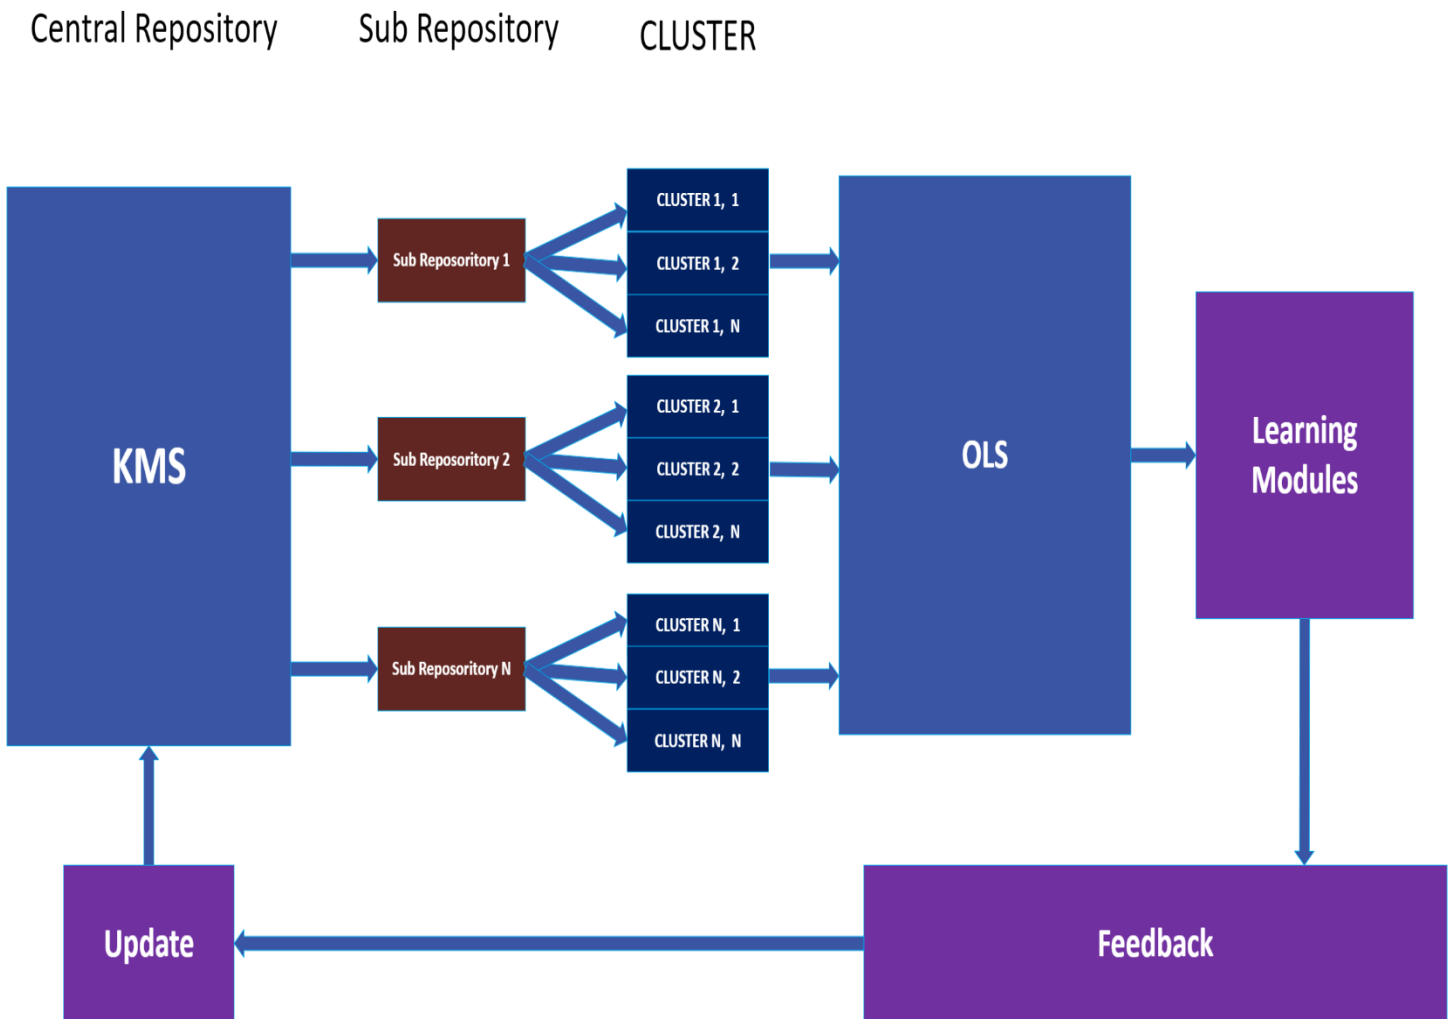 Central Repository
Sub Repository
CLUSTER
KMS
Sub Reposoritory 1
Sub Reposoritory 2
Sub Reposoritory N
CLUSTER 1, 1
CLUSTER 1, 2
CLUSTER 1, N
CLUSTER 2, 1
CLUSTER 2, 2
CLUSTER 2, N
CLUSTER N, 1
CLUSTER N, 2
CLUSTER N, N
OLS
Learning
Modules
Update
Feedback